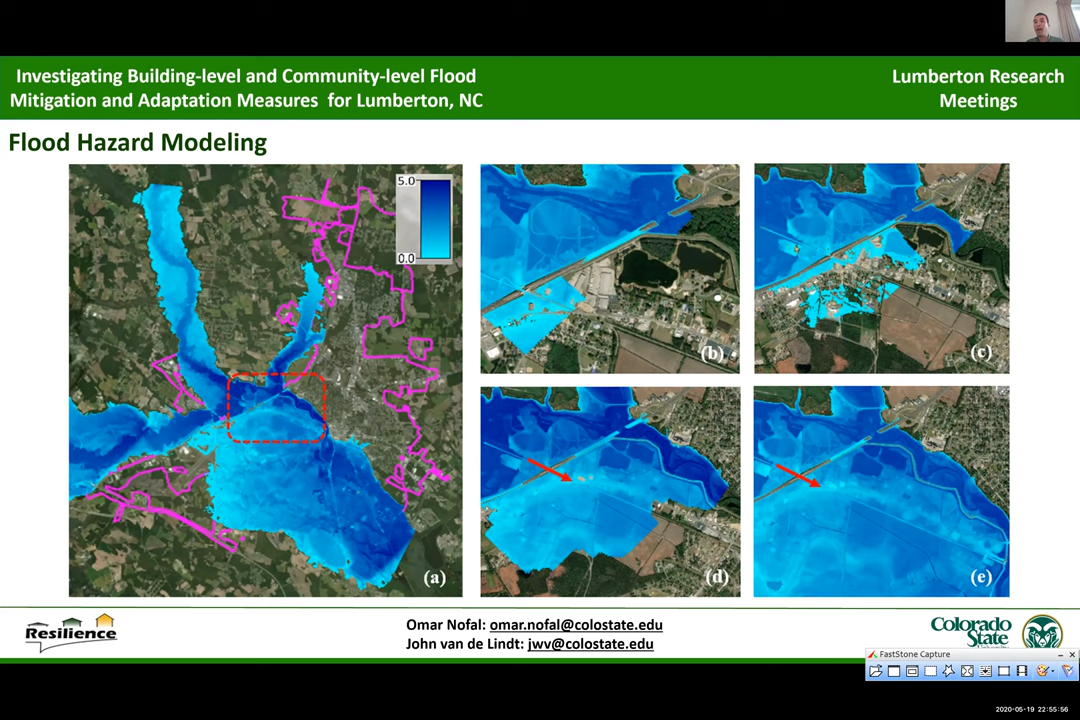 Investigating Building-level and Community-level Flood
Mitigation and Adaptation Measures for Lumberton, NC
Lumberton Research
Meetings
Flood Hazard Modeling
5.0
0.0
(a)
(b)
(c)
(d)
(e)
Resilience
Omar Nofal: omar.nofal@colostate.edu
John van de Lindt: jwv@colostate.edu
Colorado
State
FastStone Capture
2020-05-19 22:55:56